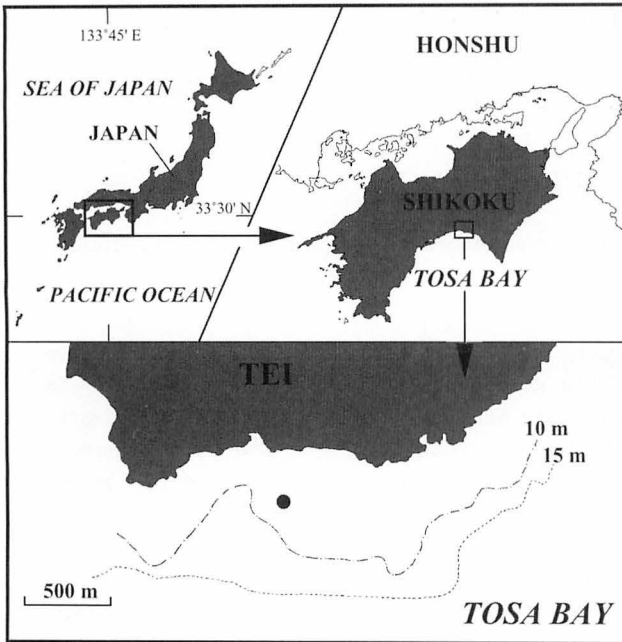 133°45' E
SEA OF JAPAN
JAPAN
33°30' N
PACIFIC OCEAN
HONSHU
SHIKOKU
TOSA BAY
TEI
10 m
15 m
500 m
TOSA BAY